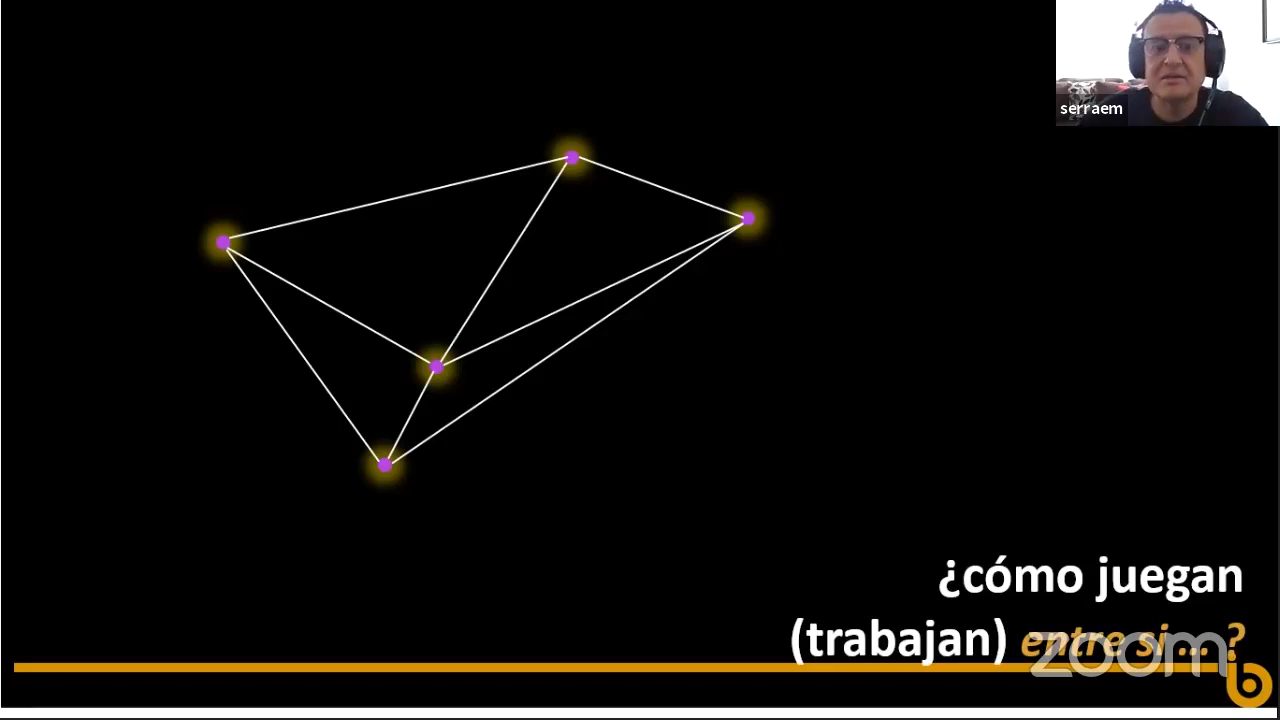 serraem
¿cómo juegan
(trabajan) entre si ... ?
zoom
b